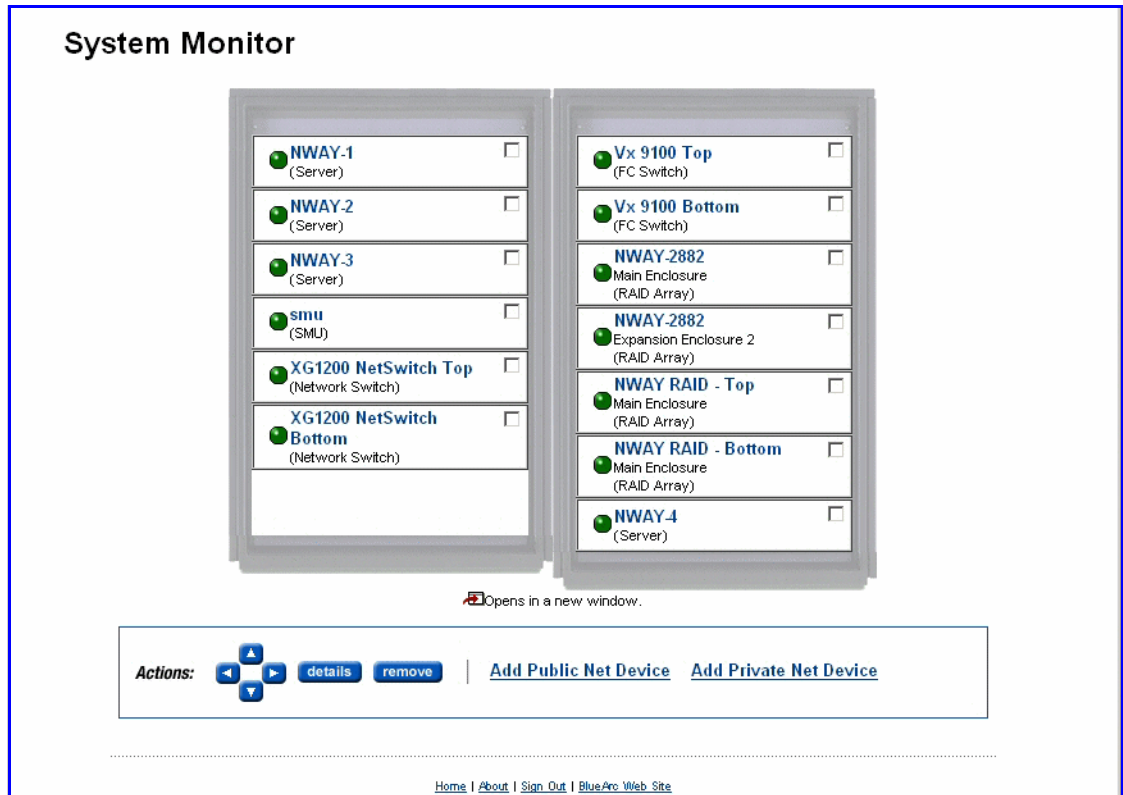 System Monitor
NWAY-1
(Server)
NWAY-2
(Server)
NWAY-3
(Server)
smu
(SMU)
XG1200 NetSwitch Top
(Network Switch)
XG1200 NetSwitch
Bottom
(Network Switch)
Vx 9100 Top
(FC Switch)
Vx 9100 Bottom
(FC Switch)
NWAY-2882
Main Enclosure
(RAID Array)
NWAY-2882
Expansion Enclosure 2
(RAID Array)
NWAY RAID - Top
Main Enclosure
(RAID Array)
NWAY RAID - Bottom
Main Enclosure
(RAID Array)
NWAY-4
(Server)
Opens in a new window.
Actions: details remove | Add Public Net Device Add Private Net Device
Home | About | Sign Out | BlueArc Web Site